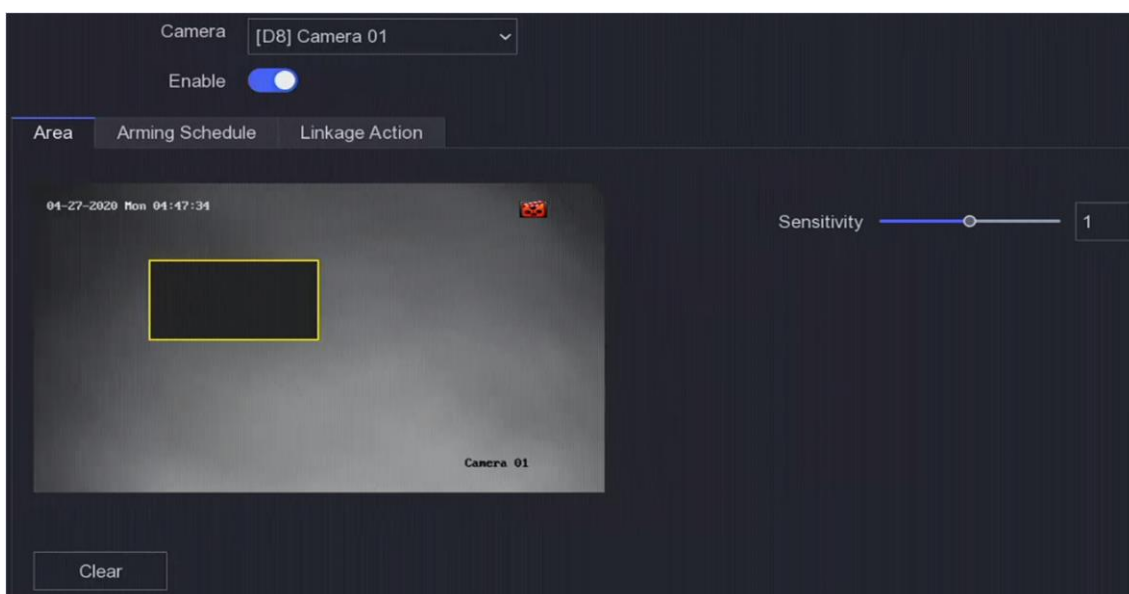 Camera [D8] Camera 01
Enable
Area Arming Schedule Linkage Action
04-27-2020 Mon 04:47:34
Sensitivity 1
Camera 01
Clear